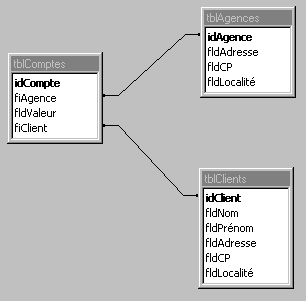 tblComptes
idCompte
fiAgence
fldValeur
fiClient
tblAgences
idAgence
fldAdresse
fldCP
fldLocalité
tblClients
idClient
fldNom
fldPrénom
fldAdresse
fldCP
fldLocalité